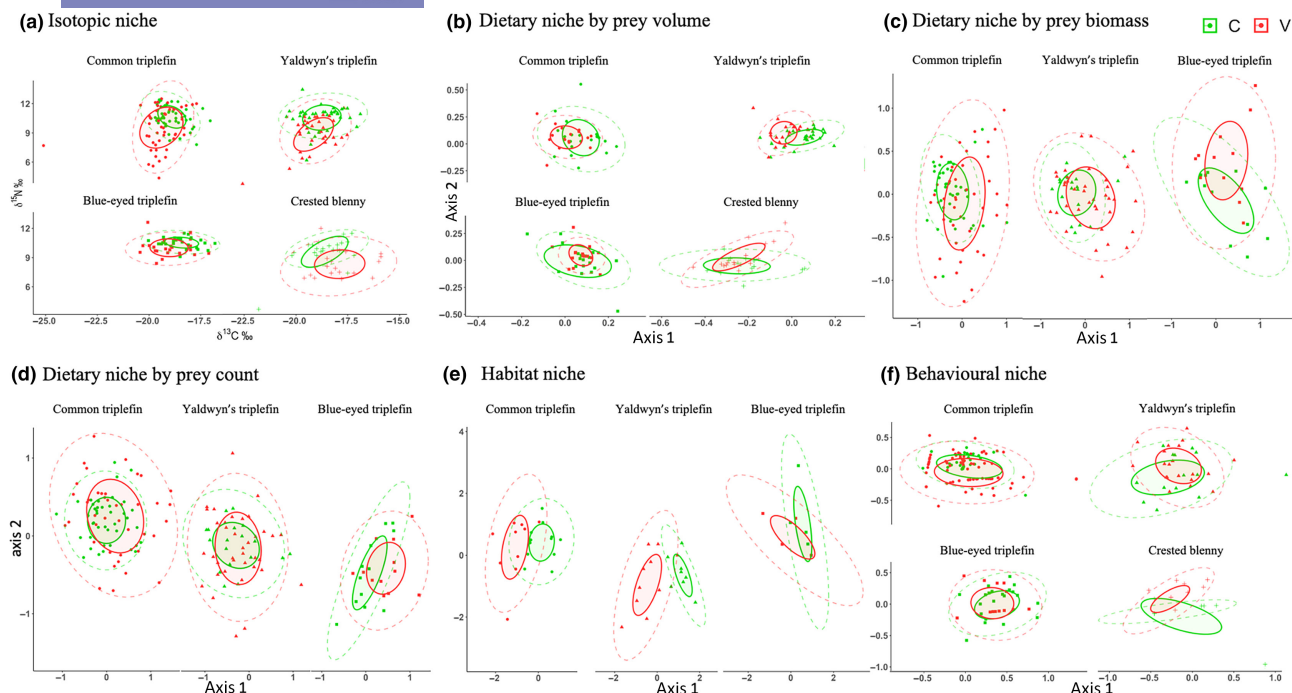 (a) Isotopic niche
(b) Dietary niche by prey volume
(c) Dietary niche by prey biomass
C V
Common triplefin Yaldwyn's triplefin
12
9
6
Blue-eyed triplefin Crested blenny
12
9
6
δ15N ‰
−25.0 −22.5 −19.0 −17.5 −19.0 −17.5 −15.0
δ13C ‰
Common triplefin Yaldwyn's triplefin
0.50
0.25
0.00
−0.25
Blue-eyed triplefin Crested blenny
0.25
0.00
−0.25
−0.50
Axis 2
−0.4 −0.2 0.0 0.2 −0.6 −0.4 −0.2 0.0 0.2
Axis 1
Common triplefin Yaldwyn's triplefin Blue-eyed triplefin
1.0
0.5
0.0
−0.5
−1.0
−1 0 1 −1 0 1 −1 0 1
Axis 1
(d) Dietary niche by prey count
Common triplefin Yaldwyn's triplefin Blue-eyed triplefin
1
0
−1
axis 2
−1 0 1 −1 0 1 −1 0 1
Axis 1
(e) Habitat niche
Common triplefin Yaldwyn's triplefin Blue-eyed triplefin
4
2
0
−2
−2 0 −2 0 2 −2 0 2
Axis 1
(f) Behavioural niche
Common triplefin Yaldwyn's triplefin
0.5
0.0
−0.5
Blue-eyed triplefin Crested blenny
0.5
0.0
−0.5
−1.0
−0.5 0.0 0.5 1.0 −1.0 −0.5 0.0 0.5 1.0
Axis 1